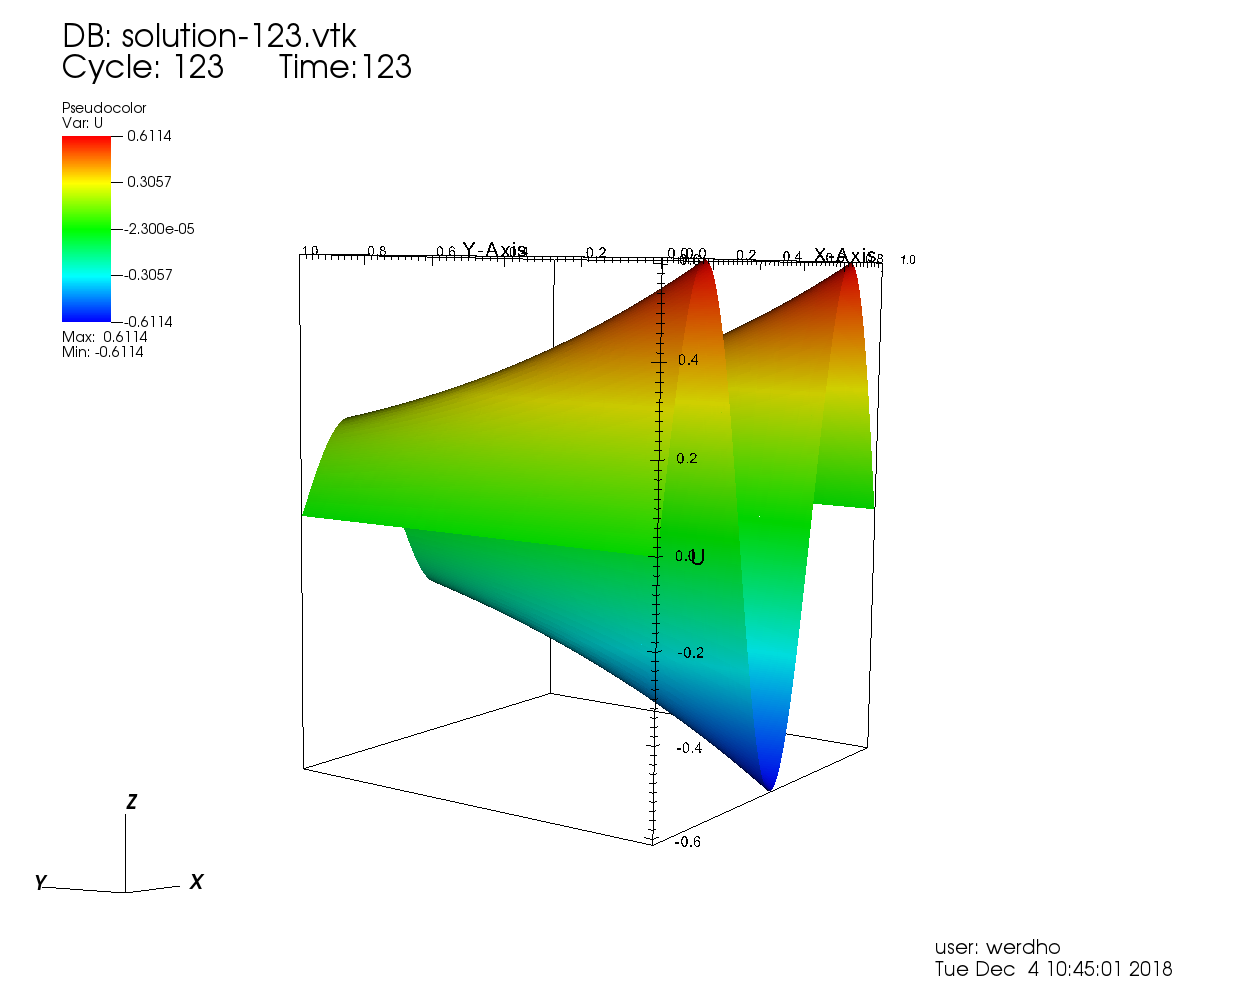 DB: solution-123.vtk
Cycle: 123 Time:123
Pseudocolor
Var: U
0.6114
0.3057
-2.300e-05
-0.3057
-0.6114
Max: 0.6114
Min: -0.6114
1.0 0.8 0.6 Y-Axis 0.2 0.0 0.2 0.4 X-Axis 1.0
0.4
0.2
0.0 U
-0.2
-0.4
-0.6
Z
Y X
user: werdho
Tue Dec 4 10:45:01 2018